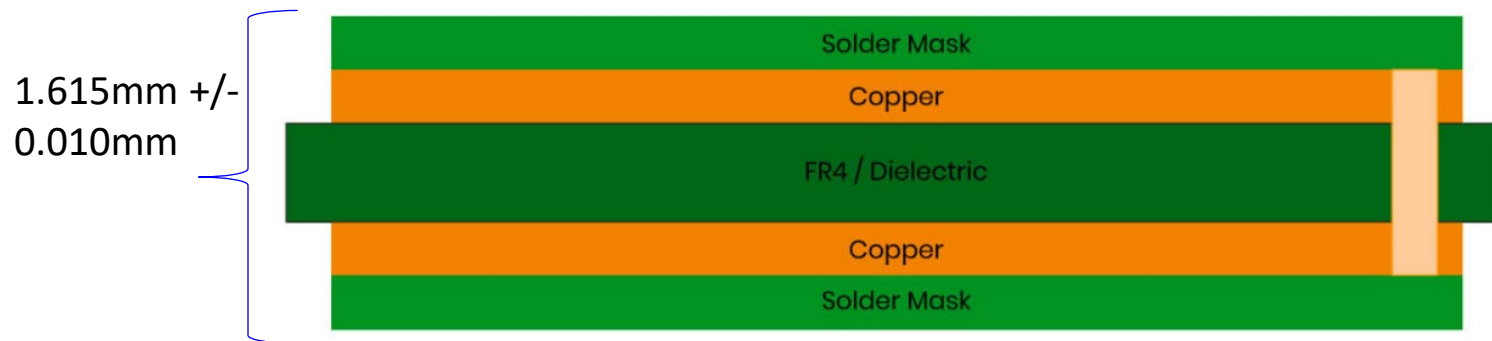 Solder Mask
1.615mm +/-
0.010mm
Copper
FR4 / Dielectric
Copper
Solder Mask